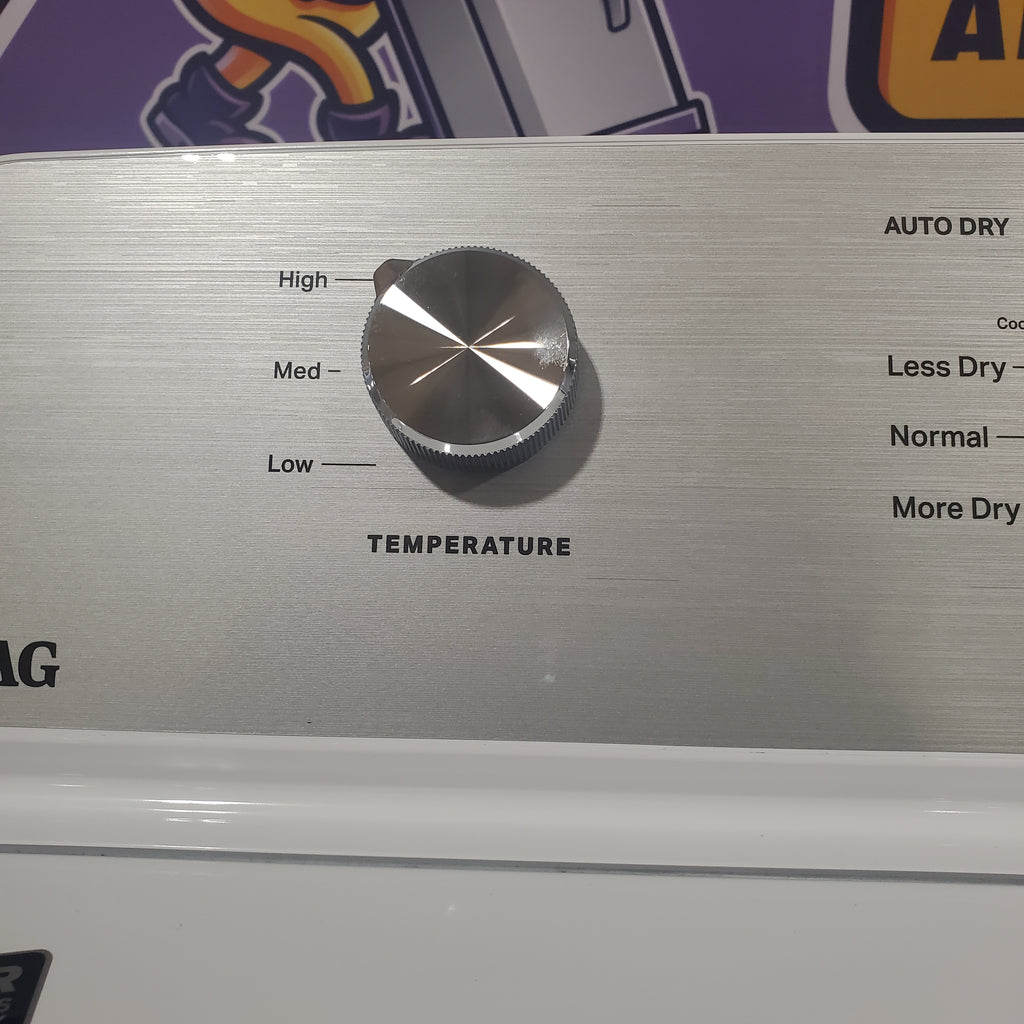 AUTO DRY
High
Med
Low
TEMPERATURE
Less Dry
Normal
More Dry
AG